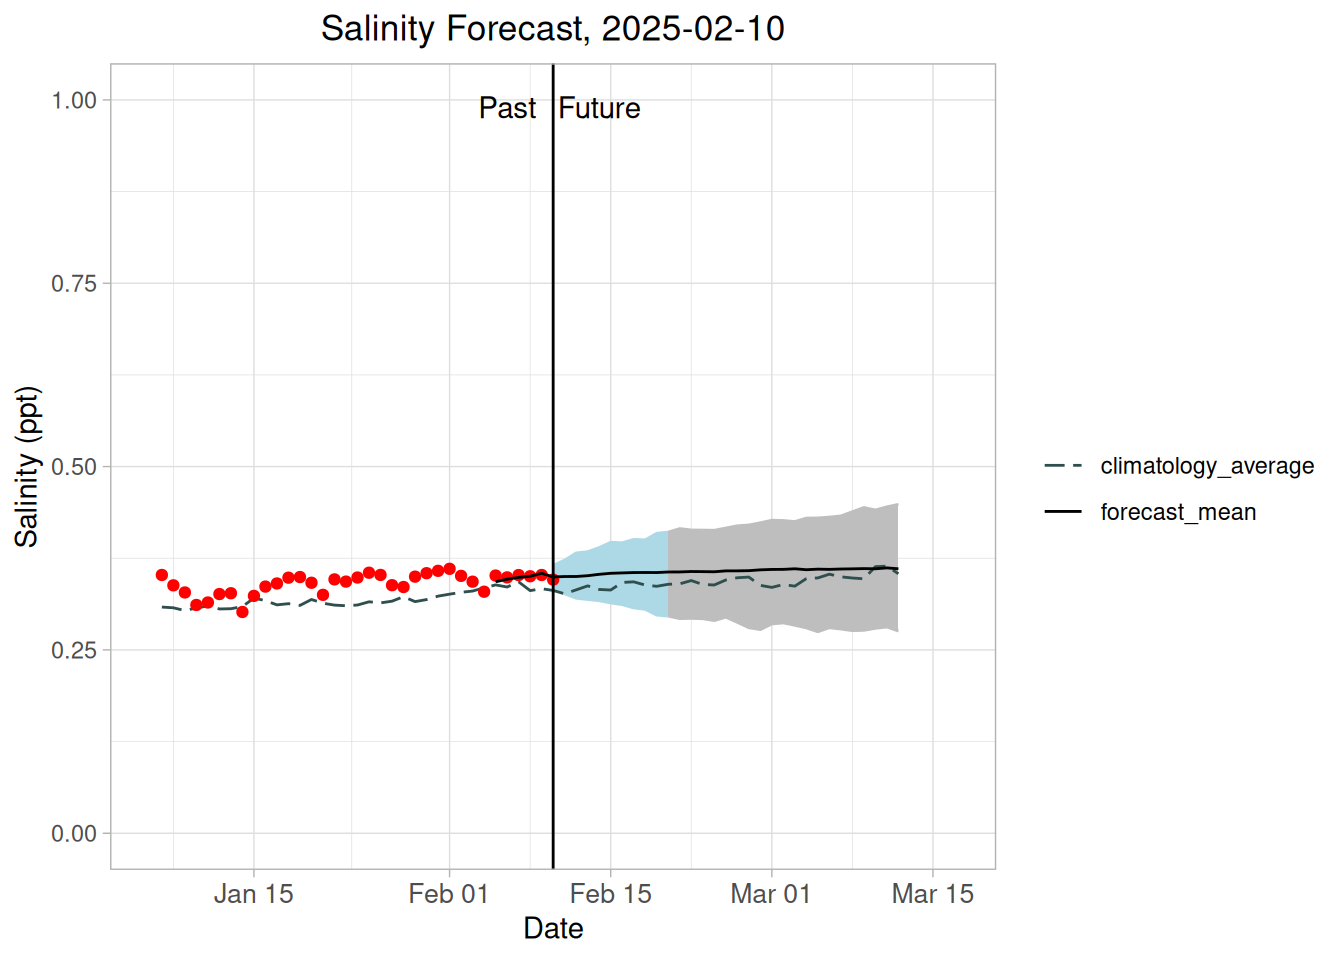 Salinity Forecast, 2025-02-10
Past
Future
1.00
0.75
0.50
0.25
0.00
Salinity (ppt)
Jan 15
Feb 01
Feb 15
Mar 01
Mar 15
Date
climatology_average
forecast_mean